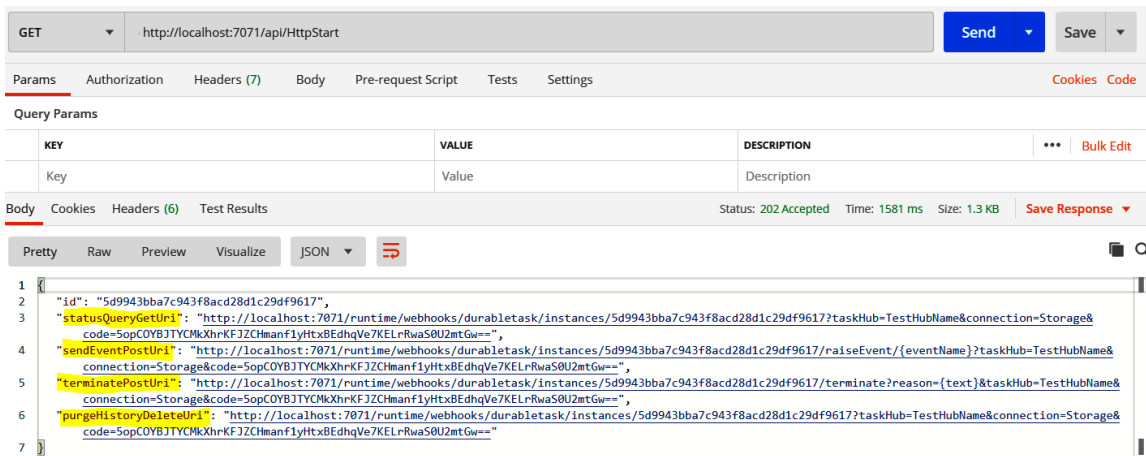 GET http://localhost:7071/api/HttpStart Send Save
Params Authorization Headers (7) Body Pre-request Script Tests Settings Cookies Code
Query Params
KEY VALUE DESCRIPTION ••• Bulk Edit
Key Value Description
Body Cookies Headers (6) Test Results Status: 202 Accepted Time: 1581 ms Size: 1.3 KB Save Response
Pretty Raw Preview Visualize JSON
1 {
2 "id": "5d9943bba7c943f8acd28d1c29df9617",
3 "statusQueryGetUri": "http://localhost:7071/runtime/webhooks/durabletask/instances/5d9943bba7c943f8acd28d1c29df9617?taskHub=TestHubName&connection=Storage&
code=5opCOYBJTYCMkXhrKFJZCHmanf1yHtxBEdhqVe7KELrRwaS0U2mtGw==",
4 "sendEventPostUri": "http://localhost:7071/runtime/webhooks/durabletask/instances/5d9943bba7c943f8acd28d1c29df9617/raiseEvent/{eventName}?taskHub=TestHubName&
connection=Storage&code=5opCOYBJTYCMkXhrKFJZCHmanf1yHtxBEdhqVe7KELrRwaS0U2mtGw==",
5 "terminatePostUri": "http://localhost:7071/runtime/webhooks/durabletask/instances/5d9943bba7c943f8acd28d1c29df9617/terminate?reason={text}&taskHub=TestHubName&
connection=Storage&code=5opCOYBJTYCMkXhrKFJZCHmanf1yHtxBEdhqVe7KELrRwaS0U2mtGw==",
6 "purgeHistoryDeleteUri": "http://localhost:7071/runtime/webhooks/durabletask/instances/5d9943bba7c943f8acd28d1c29df9617?taskHub=TestHubName&connection=Storage&
code=5opCOYBJTYCMkXhrKFJZCHmanf1yHtxBEdhqVe7KELrRwaS0U2mtGw=="
7 }